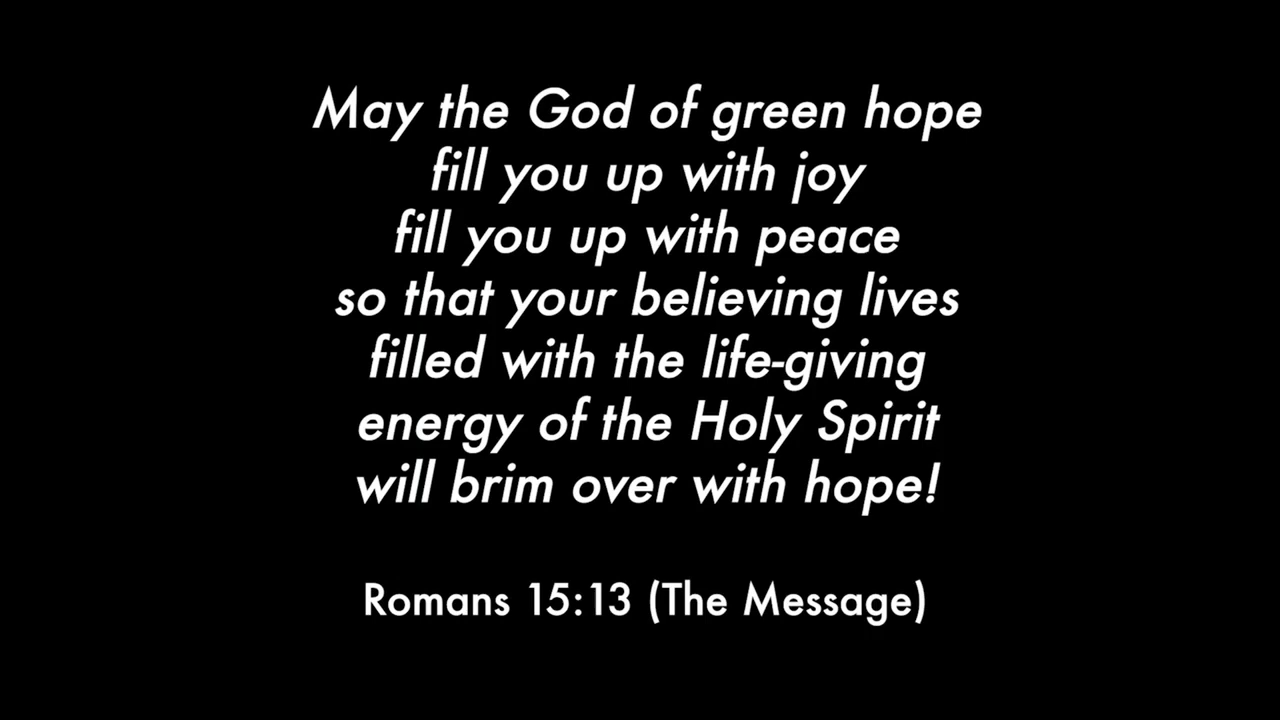 May the God of green hope
fill you up with joy
fill you up with peace
so that your believing lives
filled with the life-giving
energy of the Holy Spirit
will brim over with hope!
Romans 15:13 (The Message)